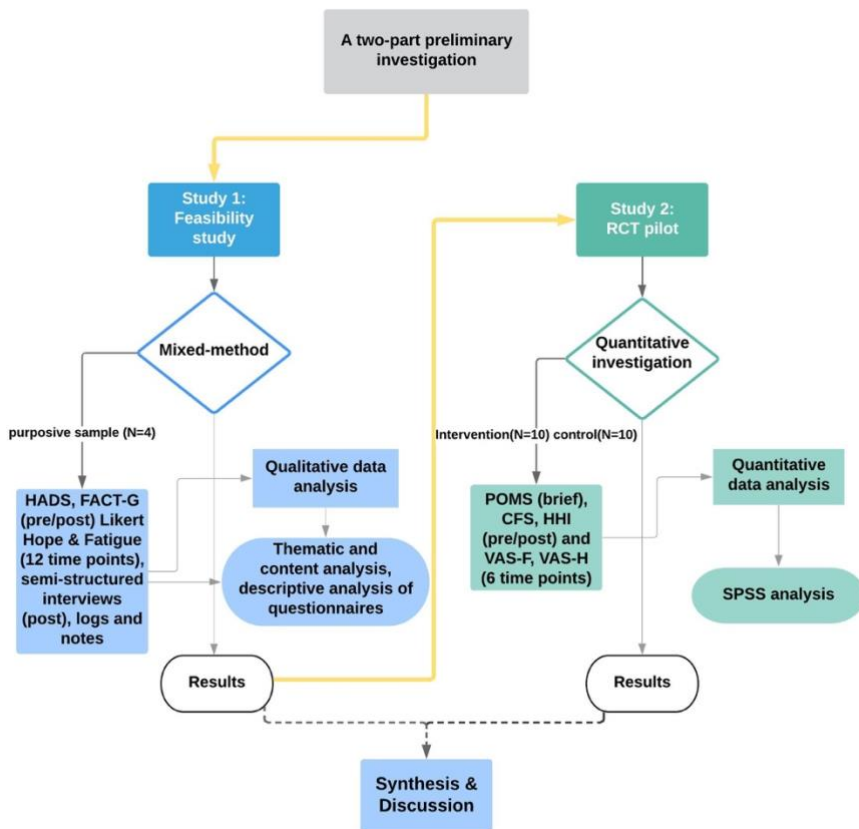 A two-part preliminary
investigation
Study 1:
Feasibility
study
Study 2:
RCT pilot
Mixed-method
Quantitative
investigation
purposive sample (N=4)
Intervention(N=10) control(N=10)
HADS, FACT-G
(pre/post) Likert
Hope & Fatigue
(12 time points),
semi-structured
interviews
(post), logs and
notes
Qualitative data
analysis
Thematic and
content analysis,
descriptive analysis of
questionnaires
POMS (brief),
CFS, HHI
(pre/post) and
VAS-F, VAS-H
(6 time points)
Quantitative
data analysis
SPSS analysis
Results
Results
Synthesis &
Discussion